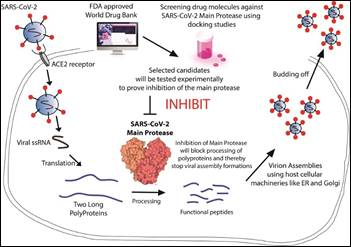 SARS-CoV-2
FDA approved
World Drug Bank
Screening drug molecules against
SARS-CoV-2 Main Protease using
docking studies
ACE2 receptor
Selected candidates
will be tested experimentally
to prove inhibition of the main protease
INHIBIT
Budding off
SARS-CoV-2
Main Protease
Viral ssRNA
Inhibition of Main Protease
will block processing of
polyproteins and thereby
stop viral assembly formations
Translation
Virion Assemblies
using host cellular
machineries like ER and Golgi
Two Long
PolyProteins
Processing
Functional peptides